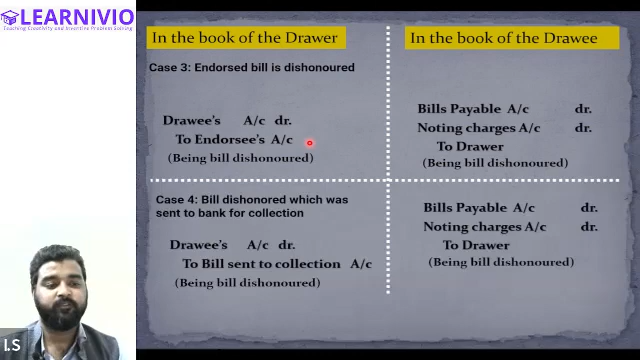 LEARNIVIO
Teaching Creativity and Inventive Problem Solving
In the book of the Drawer
In the book of the Drawee
Case 3: Endorsed bill is dishonoured
Drawee's A/c dr.
To Endorsee's A/c
(Being bill dishonoured)
Bills Payable A/c dr.
Noting charges A/c dr.
To Drawer
(Being bill dishonoured)
Case 4: Bill dishonored which was
sent to bank for collection
Drawee's A/c dr.
To Bill sent to collection A/c
(Being bill dishonoured)
Bills Payable A/c dr.
Noting charges A/c dr.
To Drawer
(Being bill dishonoured)
I.S